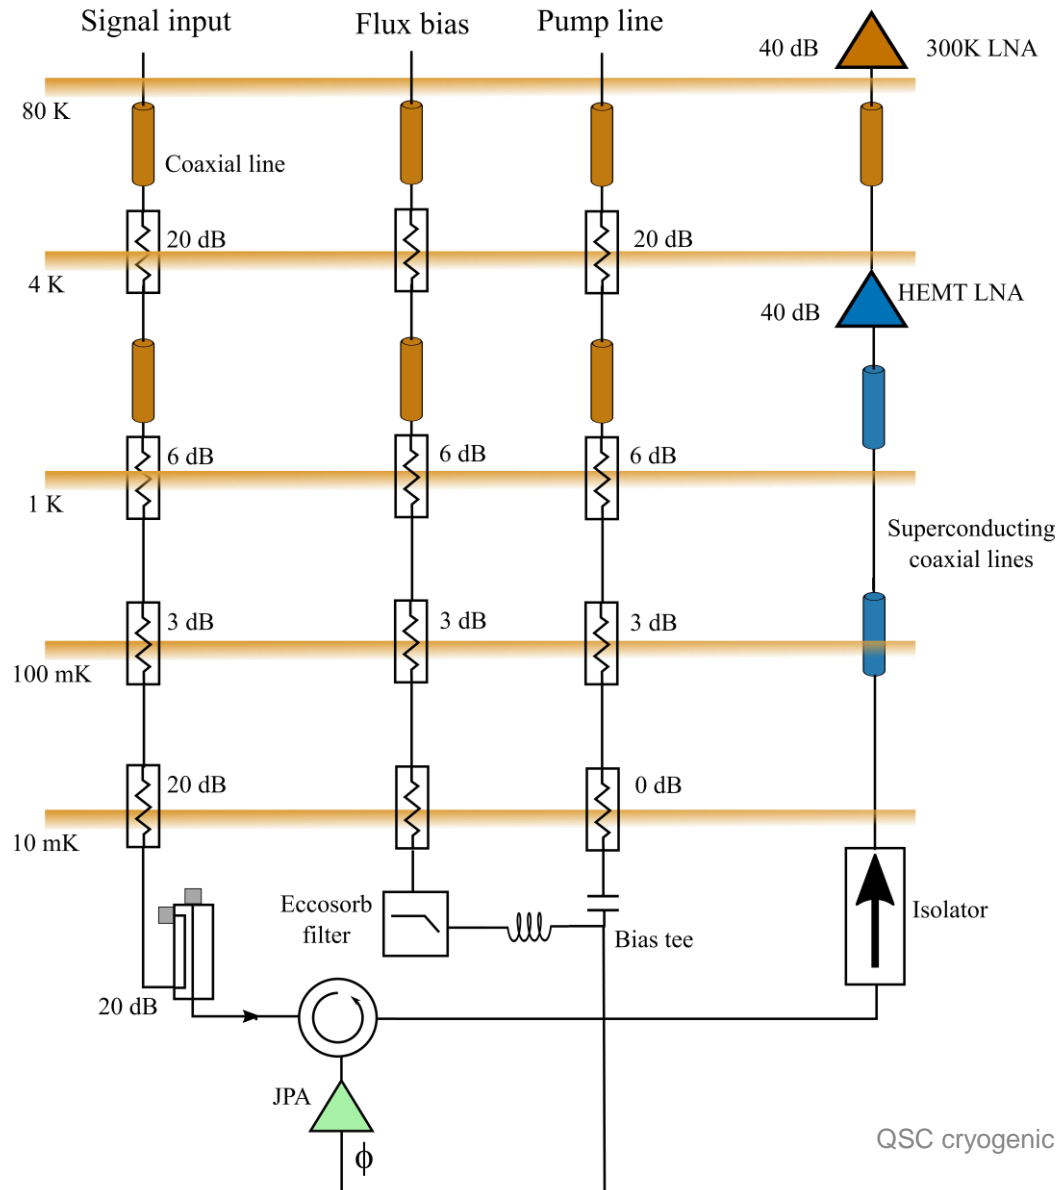 Signal input
Flux bias
Pump line
40 dB
300K LNA
80 K
Coaxial line
20 dB
20 dB
4 K
HEMT LNA
40 dB
6 dB
6 dB
6 dB
1 K
Superconducting
coaxial lines
3 dB
3 dB
3 dB
100 mK
20 dB
0 dB
10 mK
Eccosorb
filter
Bias tee
Isolator
20 dB
JPA
ϕ
QSC cryogenic